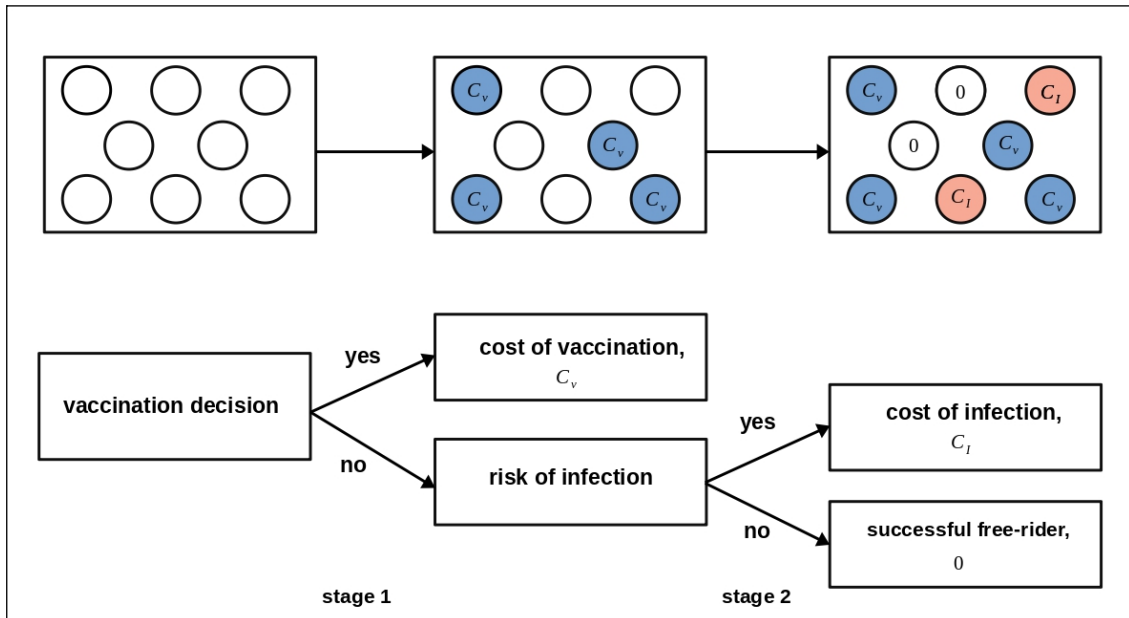 C_v
C_v
C_v
C_v
C_v
0
C_I
0
C_v
C_v
C_I
C_v
vaccination decision
yes
no
cost of vaccination,
C_v
risk of infection
yes
no
cost of infection,
C_I
successful free-rider,
0
stage 1
stage 2